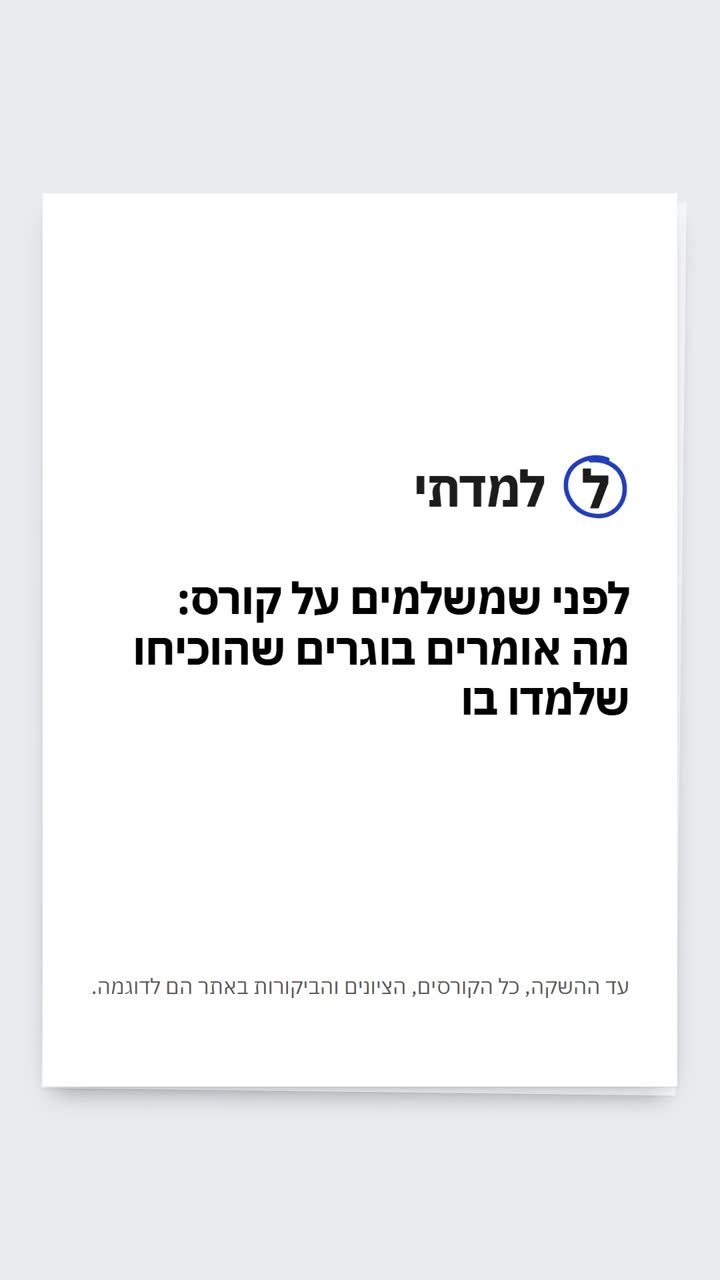 ל למדתי
לפני שמשלמים על קורס:
מה אומרים בוגרים שהוכיחו
שלמדו בו
עד ההשקה, כל הקורסים, הציונים והביקורות באתר הם לדוגמה.